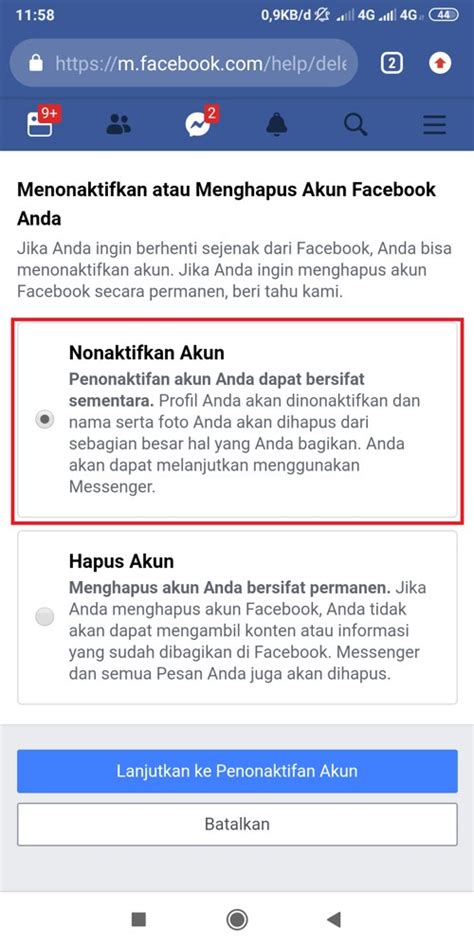 11:58
0,9KB/d 4G 4G 44
https://m.facebook.com/help/dele
2
9+
2
Menonaktifkan atau Menghapus Akun Facebook
Anda
Jika Anda ingin berhenti sejenak dari Facebook, Anda bisa
menonaktifkan akun. Jika Anda ingin menghapus akun
Facebook secara permanen, beri tahu kami.
Nonaktifkan Akun
Penonaktifan akun Anda dapat bersifat
sementara. Profil Anda akan dinonaktifkan dan
nama serta foto Anda akan dihapus dari
sebagian besar hal yang Anda bagikan. Anda
akan dapat melanjutkan menggunakan
Messenger.
Hapus Akun
Menghapus akun Anda bersifat permanen. Jika
Anda menghapus akun Facebook, Anda tidak
akan dapat mengambil konten atau informasi
yang sudah dibagikan di Facebook. Messenger
dan semua Pesan Anda juga akan dihapus.
Lanjutkan ke Penonaktifan Akun
Batalkan